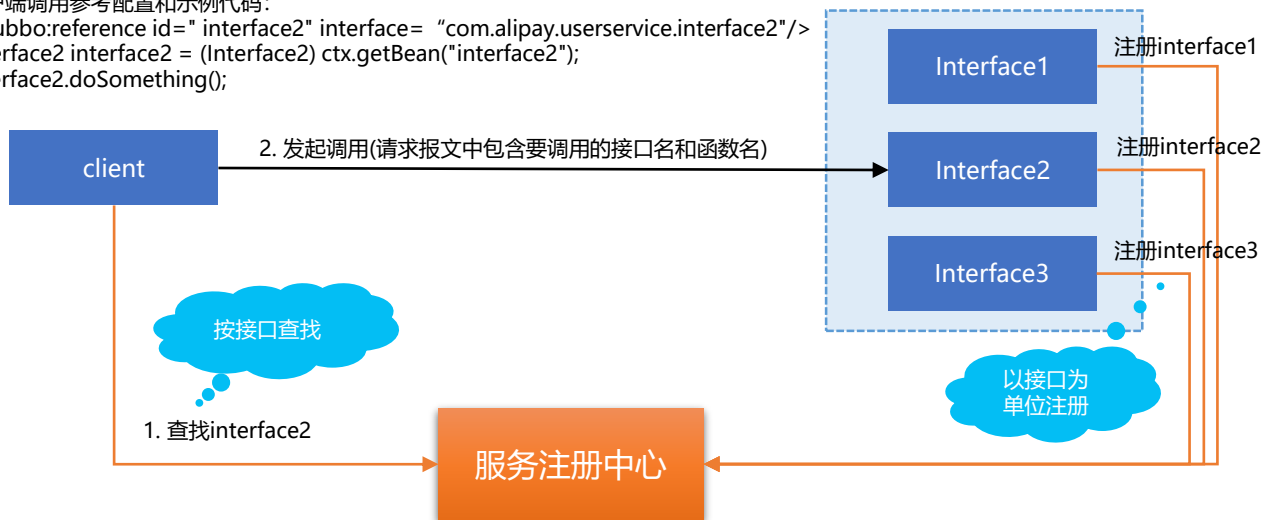 端调用参考配置和示例代码:
ubbo:reference id=" interface2" interface= “com.alipay.userservice.interface2"/>
erface2 interface2 = (Interface2) ctx.getBean("interface2");
erface2.doSomething();
注册interface1
Interface1
2. 发起调用(请求报文中包含要调用的接口名和函数名)
注册interface2
client
Interface2
注册interface3
Interface3
按接口查找
以接口为
单位注册
1. 查找interface2
服务注册中心